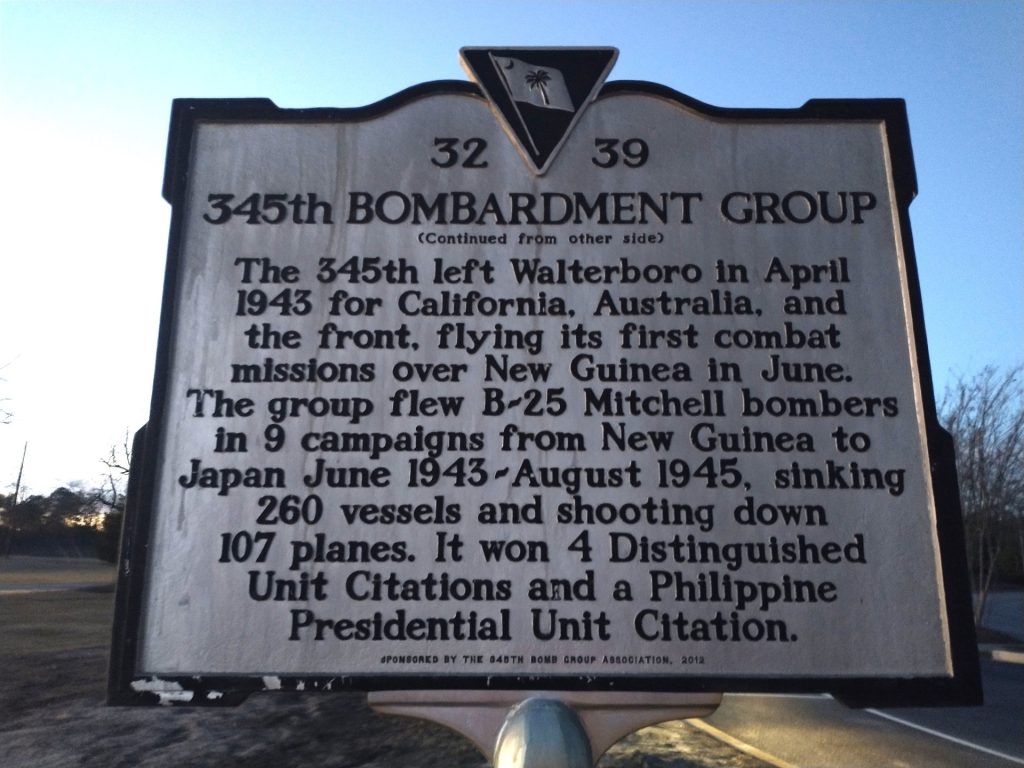 32 39
345th BOMBARDMENT GROUP
(Continued from other side)
The 345th left Walterboro in April
1943 for California, Australia, and
the front, flying its first combat
missions over New Guinea in June.
The group flew B-25 Mitchell bombers
in 9 campaigns from New Guinea to
Japan June 1943-August 1945, sinking
260 vessels and shooting down
107 planes. It won 4 Distinguished
Unit Citations and a Philippine
Presidential Unit Citation.
SPONSORED BY THE 345TH BOMB GROUP ASSOCIATION, 2012